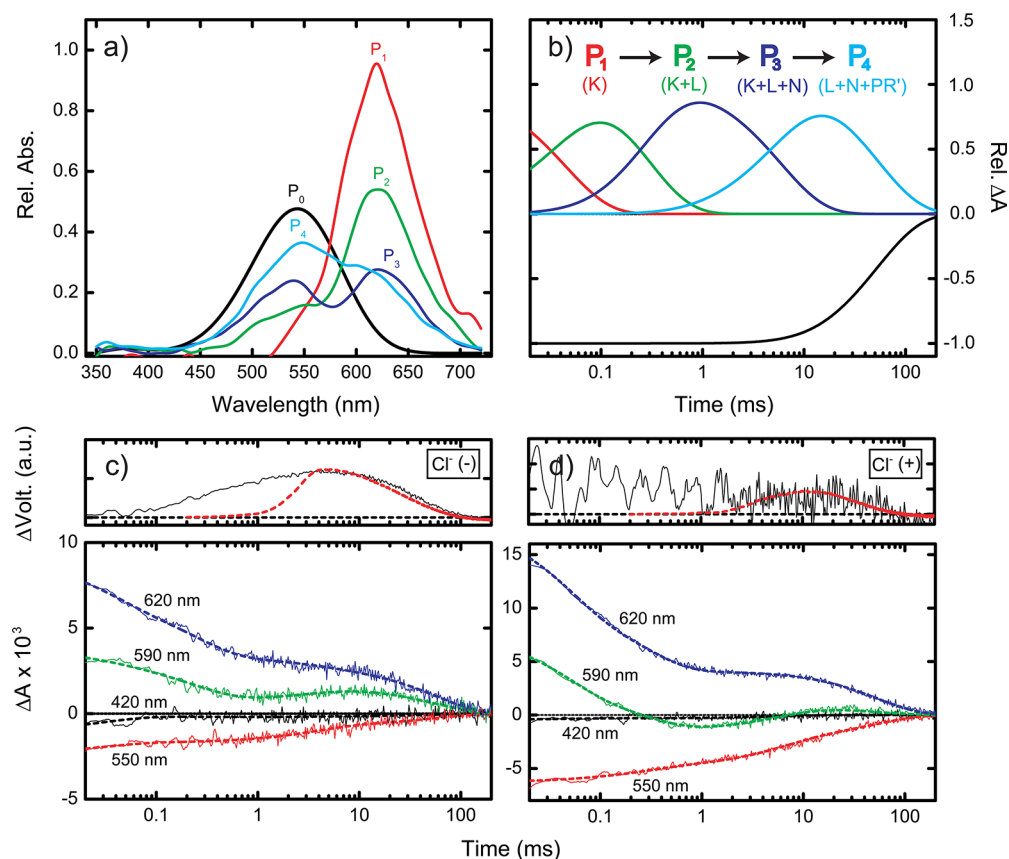 a)
Rel. Abs.
1.0
0.8
0.6
0.4
0.2
0.0
P₀
P₁
P₂
P₃
P₄
350 400 450 500 550 600 650 700
Wavelength (nm)
b)
P₁ → P₂ → P₃ → P₄
(K) (K+L) (K+L+N) (L+N+PR')
1.5
1.0
0.5
0.0
-0.5
-1.0
Rel. ΔA
0.1 1 10 100
Time (ms)
c)
Cl⁻ (-)
ΔVolt. (a.u.)
d)
Cl⁻ (+)
10
5
0
-5
ΔA x 10³
620 nm
590 nm
420 nm
550 nm
0.1 1 10 100
15
10
5
0
-5
620 nm
590 nm
420 nm
550 nm
0.1 1 10 100
Time (ms)